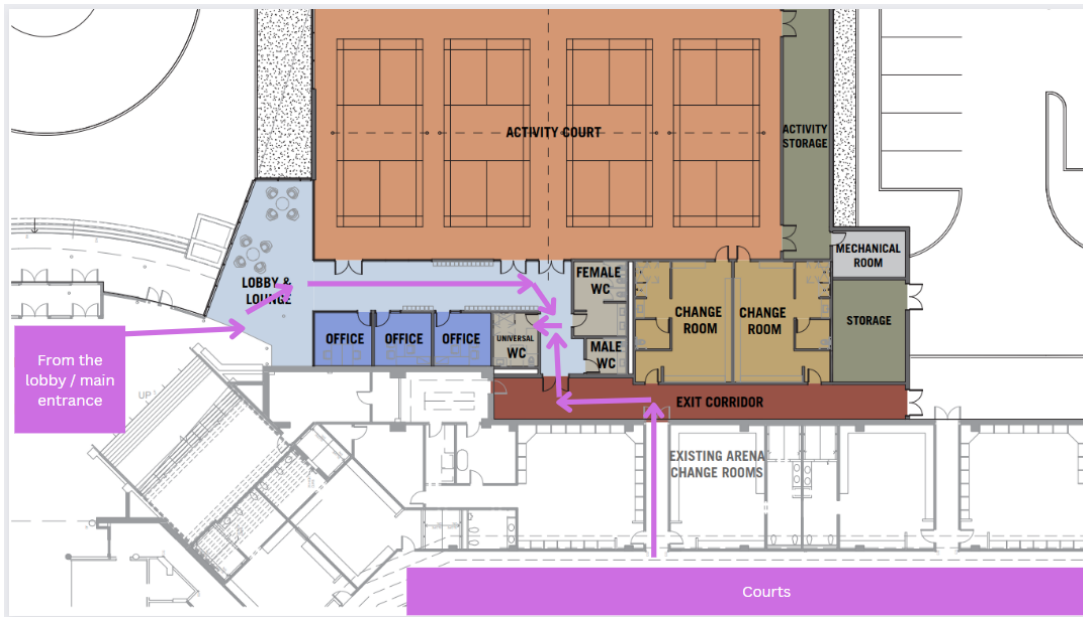 ACTIVITY COURT
ACTIVITY
STORAGE
MECHANICAL
ROOM
LOBBY &
LOUNGE
FEMALE
WC
CHANGE
ROOM
CHANGE
ROOM
STORAGE
OFFICE
OFFICE
OFFICE
UNIVERSAL
WC
MALE
WC
From the
lobby / main
entrance
UP
EXIT CORRIDOR
EXISTING ARENA
CHANGE ROOMS
Courts